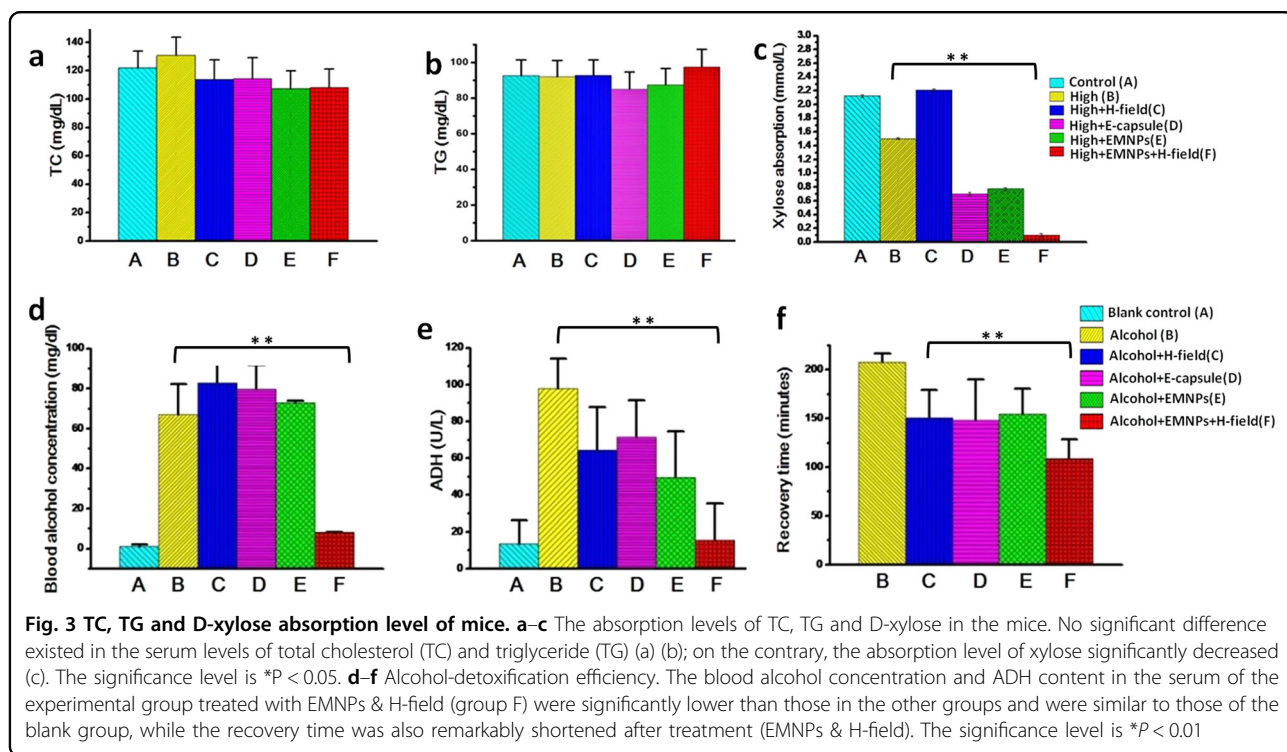 a
TC (mg/dL)
140
120
100
80
60
40
20
0
A B C D E F
b
TG (mg/dL)
100
80
60
40
20
0
A B C D E F
c
Xylose absorption (mmol/L)
3.0
2.8
2.6
2.4
2.2
2.0
1.8
1.6
1.4
1.2
1.0
0.8
0.6
0.4
0.2
0.0
**
A B C D E F
Control (A)
High (B)
High+H-field(C)
High+E-capsule(D)
High+EMNPs(E)
High+EMNPs+H-field(F)
d
Blood alcohol concentration (mg/dl)
100
80
60
40
20
0
**
A B C D E F
e
ADH (U/L)
120
100
80
60
40
20
0
**
A B C D E F
f
Recovery time (minutes)
200
150
100
50
0
**
B C D E F
Blank control (A)
Alcohol (B)
Alcohol+H-field(C)
Alcohol+E-capsule(D)
Alcohol+EMNPs(E)
Alcohol+EMNPs+H-field(F)
Fig. 3 TC, TG and D-xylose absorption level of mice. a–c The absorption levels of TC, TG and D-xylose in the mice. No significant difference
existed in the serum levels of total cholesterol (TC) and triglyceride (TG) (a) (b); on the contrary, the absorption level of xylose significantly decreased
(c). The significance level is *P < 0.05. d–f Alcohol-detoxification efficiency. The blood alcohol concentration and ADH content in the serum of the
experimental group treated with EMNPs & H-field (group F) were significantly lower than those in the other groups and were similar to those of the
blank group, while the recovery time was also remarkably shortened after treatment (EMNPs & H-field). The significance level is *P < 0.01